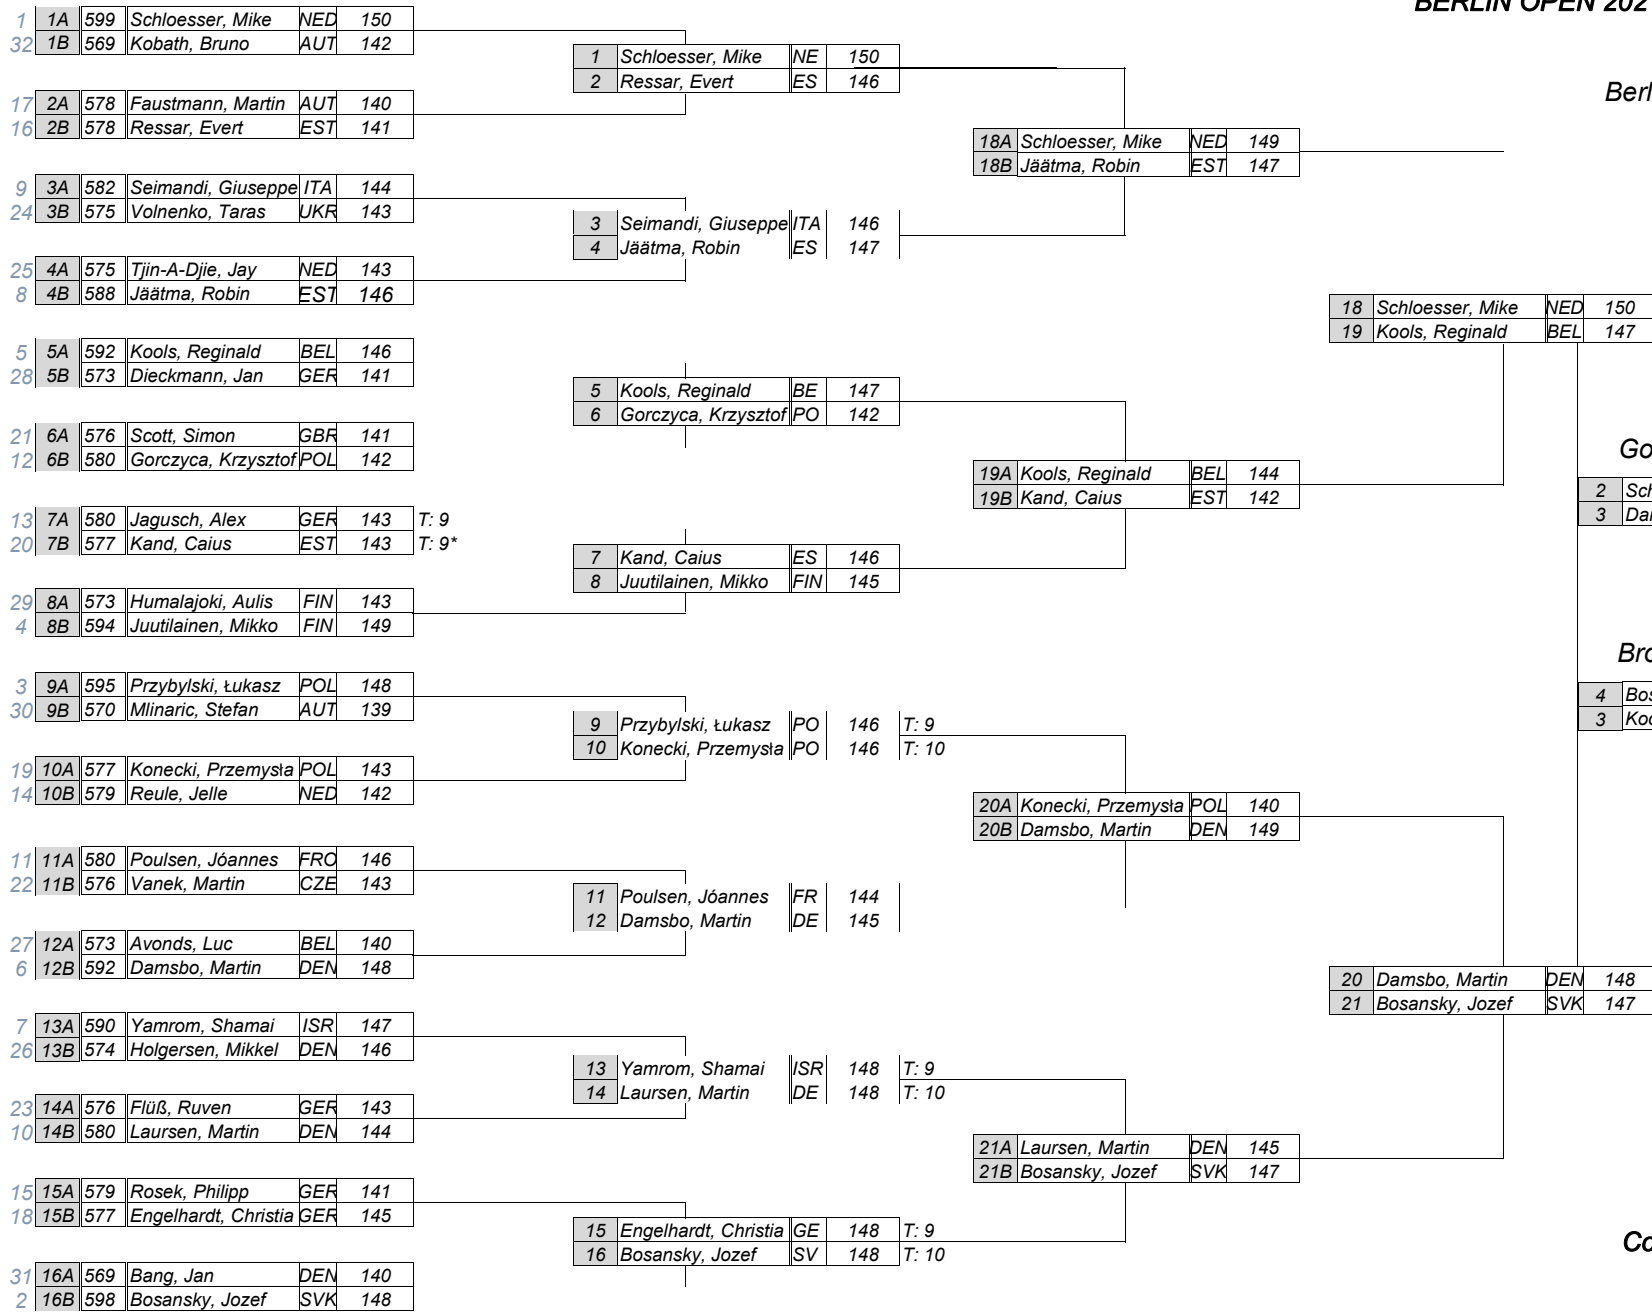 BERLIN OPEN 202
Berl
1 1A 599 Schloesser, Mike NED 150
32 1B 569 Kobath, Bruno AUT 142
17 2A 578 Faustmann, Martin AUT 140
16 2B 578 Ressar, Evert EST 141
9 3A 582 Seimandi, Giuseppe ITA 144
24 3B 575 Volnenko, Taras UKR 143
25 4A 575 Tjin-A-Djie, Jay NED 143
8 4B 588 Jäätma, Robin EST 146
5 5A 592 Kools, Reginald BEL 146
28 5B 573 Dieckmann, Jan GER 141
21 6A 576 Scott, Simon GBR 141
12 6B 580 Gorczyca, Krzysztof POL 142
13 7A 580 Jagusch, Alex GER 143 T: 9
20 7B 577 Kand, Caius EST 143 T: 9*
29 8A 573 Humalajoki, Aulis FIN 143
4 8B 594 Juutilainen, Mikko FIN 149
3 9A 595 Przybylski, Łukasz POL 148
30 9B 570 Mlinaric, Stefan AUT 139
19 10A 577 Konecki, Przemysła POL 143
14 10B 579 Reule, Jelle NED 142
11 11A 580 Poulsen, Jóannes FRO 146
22 11B 576 Vanek, Martin CZE 143
27 12A 573 Avonds, Luc BEL 140
6 12B 592 Damsbo, Martin DEN 148
7 13A 590 Yamrom, Shamai ISR 147
26 13B 574 Holgersen, Mikkel DEN 146
23 14A 576 Flüß, Ruven GER 143
10 14B 580 Laursen, Martin DEN 144
15 15A 579 Rosek, Philipp GER 141
18 15B 577 Engelhardt, Christia GER 145
31 16A 569 Bang, Jan DEN 140
2 16B 598 Bosansky, Jozef SVK 148
1 Schloesser, Mike NE 150
2 Ressar, Evert ES 146
3 Seimandi, Giuseppe ITA 146
4 Jäätma, Robin ES 147
5 Kools, Reginald BE 147
6 Gorczyca, Krzysztof PO 142
7 Kand, Caius ES 146
8 Juutilainen, Mikko FIN 145
9 Przybylski, Łukasz PO 146 T: 9
10 Konecki, Przemysła PO 146 T: 10
11 Poulsen, Jóannes FR 144
12 Damsbo, Martin DE 145
13 Yamrom, Shamai ISR 148 T: 9
14 Laursen, Martin DE 148 T: 10
15 Engelhardt, Christia GE 148 T: 9
16 Bosansky, Jozef SV 148 T: 10
18A Schloesser, Mike NED 149
18B Jäätma, Robin EST 147
19A Kools, Reginald BEL 144
19B Kand, Caius EST 142
20A Konecki, Przemysła POL 140
20B Damsbo, Martin DEN 149
21A Laursen, Martin DEN 145
21B Bosansky, Jozef SVK 147
18 Schloesser, Mike NED 150
19 Kools, Reginald BEL 147
20 Damsbo, Martin DEN 148
21 Bosansky, Jozef SVK 147
Go
2 Sch
3 Dai
Bro
4 Bos
3 Koo
Co